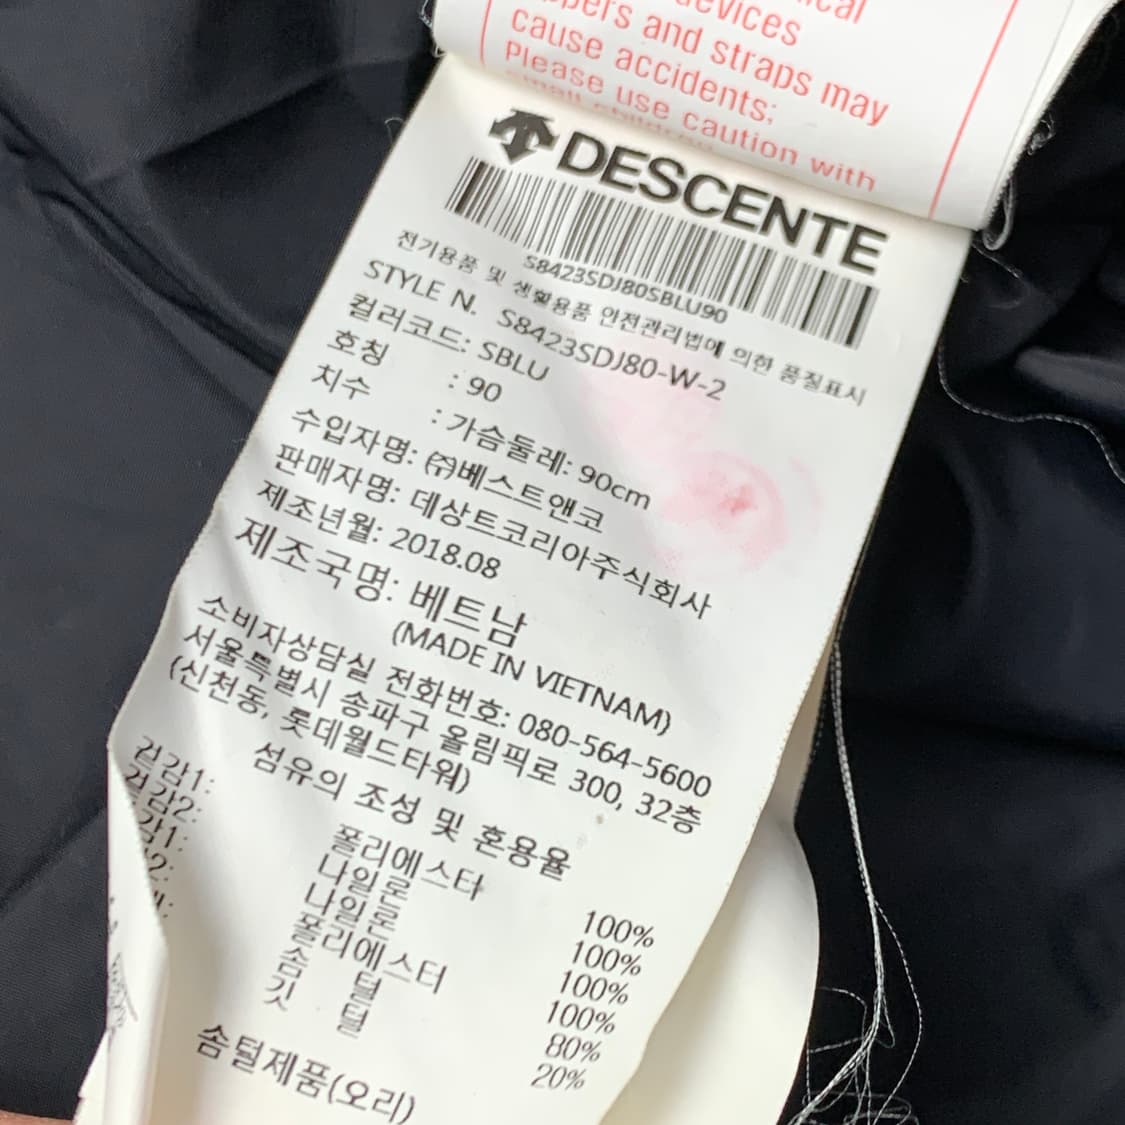 devices
and straps may
cause accidents;
Please use caution with
DESCENTE
S8423SDJ80SBLU90
전기용품 및 생활용품 안전관리법에 의한 품질표시
STYLE N. S8423SDJ80-W-2
컬러코드: SBLU
호칭 : 90
치수 : 가슴둘레: 90cm
수입자명: ㈜베스트앤코
판매자명: 데상트코리아주식회사
제조년월: 2018.08
제조국명: 베트남
(MADE IN VIETNAM)
소비자상담실 전화번호: 080-564-5600
서울특별시 송파구 올림픽로 300, 32층
(신천동, 롯데월드타워)
섬유의 조성 및 혼용율
겉감1: 폴리에스타 100%
겉감2: 나일론 100%
나일론 100%
폴리에스터 100%
솜털 80%
깃털 20%
솜털제품(오리)